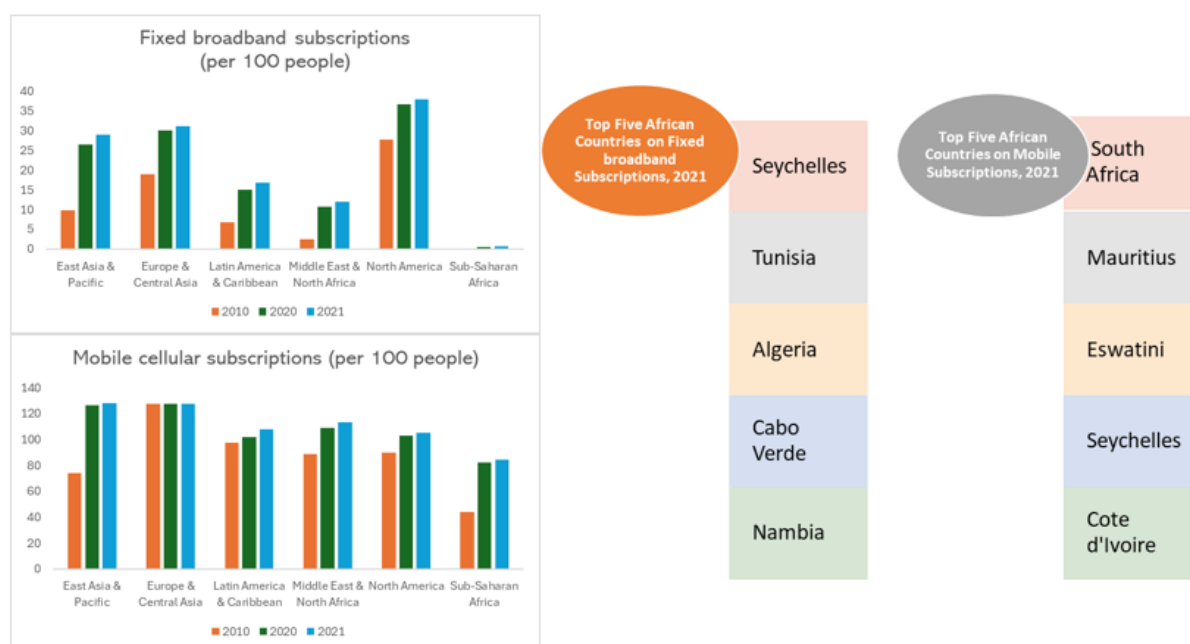 Fixed broadband subscriptions
(per 100 people)
40
35
30
25
20
15
10
5
0
East Asia &
Pacific
Europe &
Central Asia
Latin America
& Caribbean
Middle East &
North Africa
North America
Sub-Saharan
Africa
2010
2020
2021
Mobile cellular subscriptions (per 100 people)
140
120
100
80
60
40
20
0
East Asia &
Pacific
Europe &
Central Asia
Latin America
& Caribbean
Middle East &
North Africa
North America
Sub-Saharan
Africa
2010
2020
2021
Top Five African
Countries on Fixed
broadband
Subscriptions, 2021
Seychelles
Tunisia
Algeria
Cabo
Verde
Nambia
Top Five African
Countries on Mobile
Subscriptions, 2021
South
Africa
Mauritius
Eswatini
Seychelles
Cote
d'Ivoire